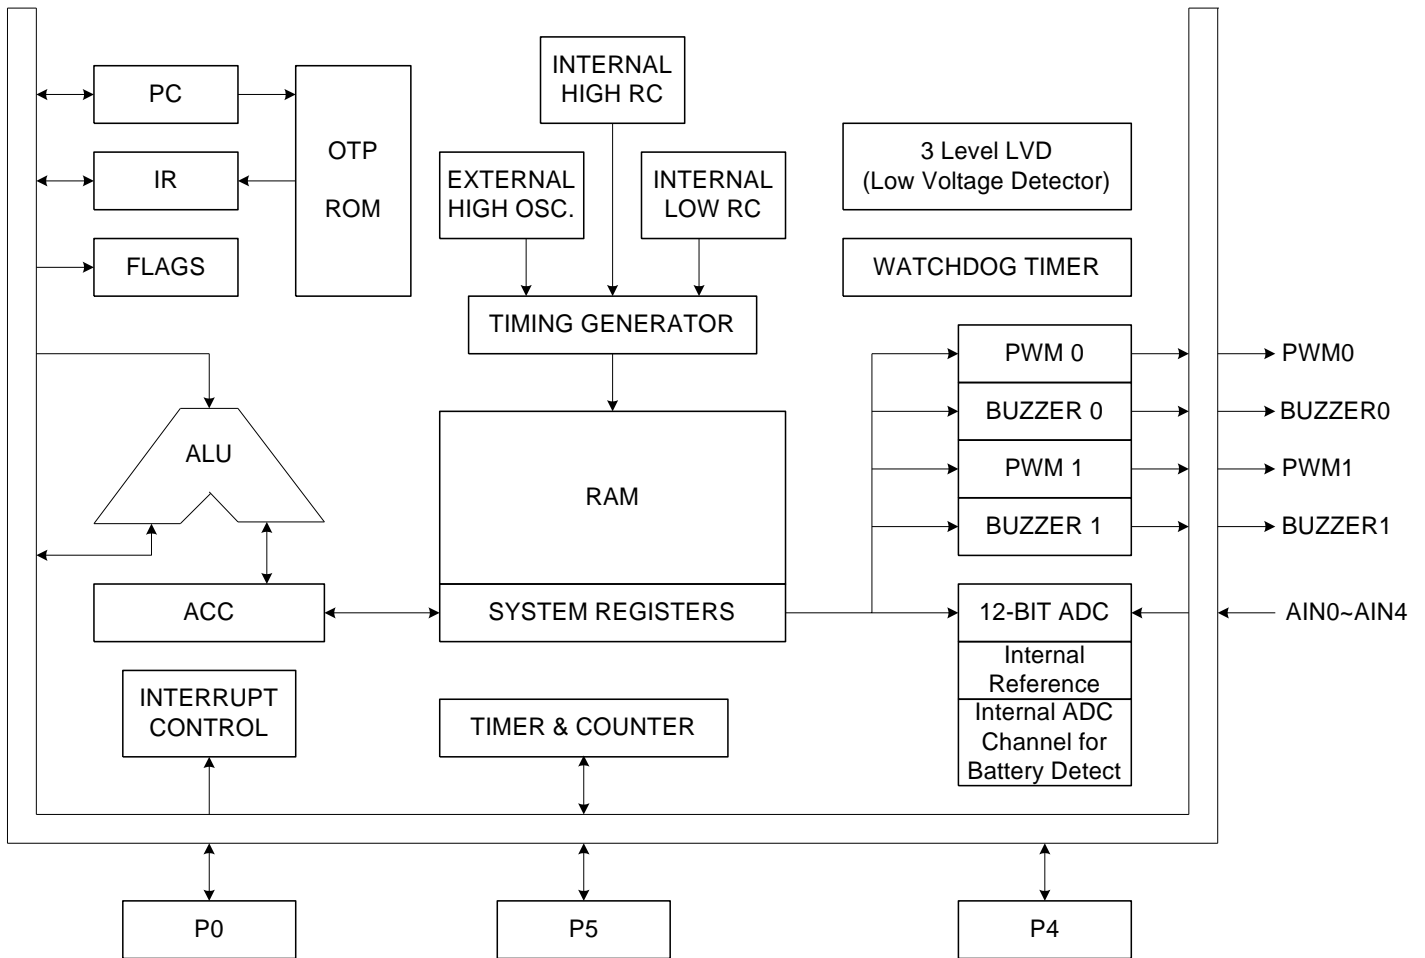 PC
IR
FLAGS
OTP
ROM
INTERNAL
HIGH RC
EXTERNAL
HIGH OSC.
INTERNAL
LOW RC
TIMING GENERATOR
3 Level LVD
(Low Voltage Detector)
WATCHDOG TIMER
PWM 0
BUZZER 0
PWM 1
BUZZER 1
PWM0
BUZZER0
PWM1
BUZZER1
ALU
RAM
ACC
SYSTEM REGISTERS
12-BIT ADC
AIN0~AIN4
Internal
Reference
Internal ADC
Channel for
Battery Detect
INTERRUPT
CONTROL
TIMER & COUNTER
P0
P5
P4